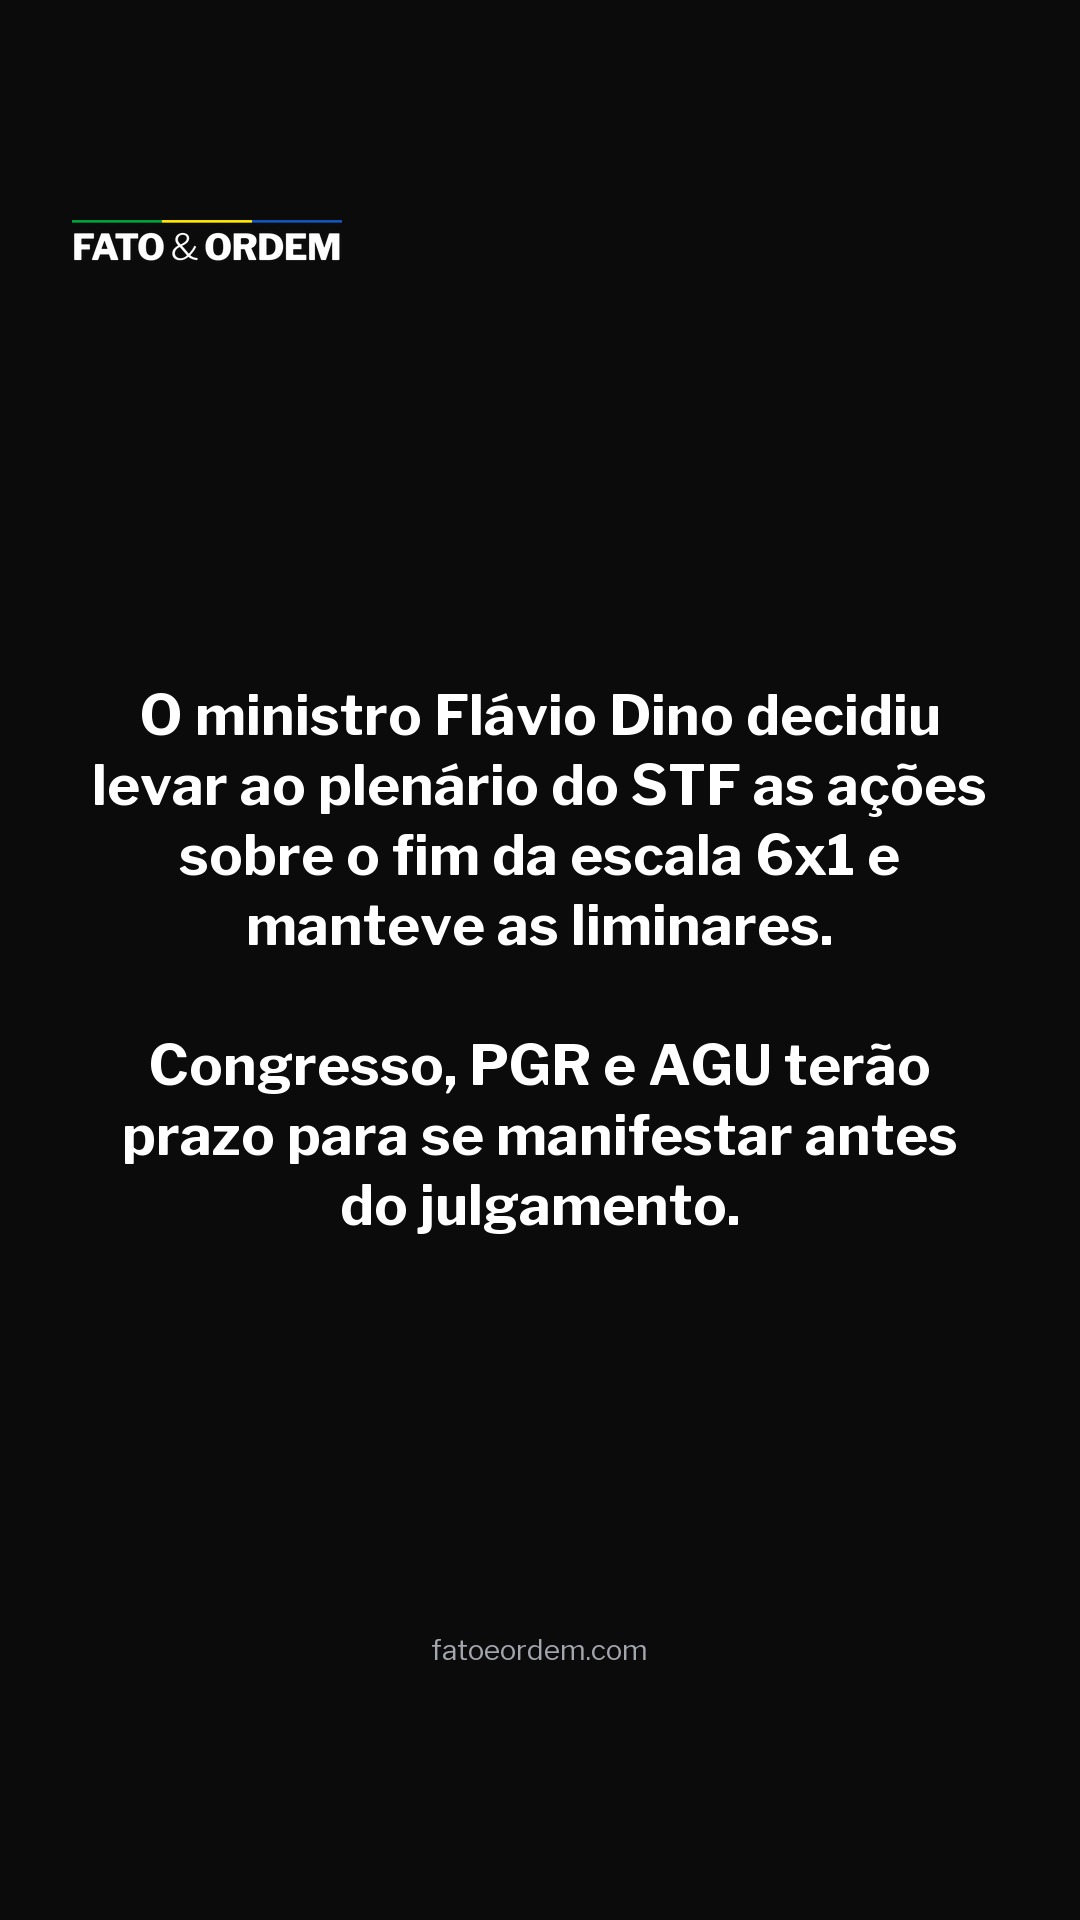 FATO & ORDEM
O ministro Flávio Dino decidiu
levar ao plenário do STF as ações
sobre o fim da escala 6x1 e
manteve as liminares.
Congresso, PGR e AGU terão
prazo para se manifestar antes
do julgamento.
fatoeordem.com